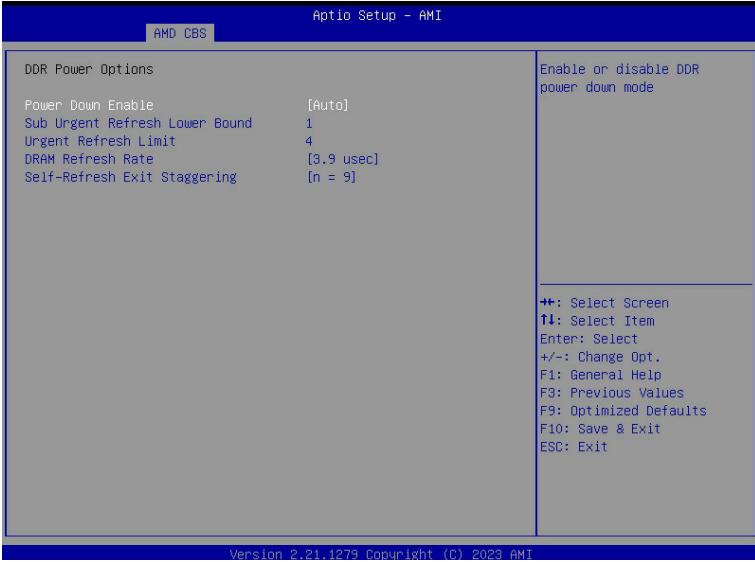 Aptio Setup - AMI
AMD CBS
DDR Power Options
Power Down Enable [Auto]
Sub Urgent Refresh Lower Bound 1
Urgent Refresh Limit 4
DRAM Refresh Rate [3.9 usec]
Self-Refresh Exit Staggering [n = 9]
Enable or disable DDR
power down mode
→←: Select Screen
↑↓: Select Item
Enter: Select
+/-: Change Opt.
F1: General Help
F3: Previous Values
F9: Optimized Defaults
F10: Save & Exit
ESC: Exit
Version 2.21.1279 Copyright (C) 2023 AMI